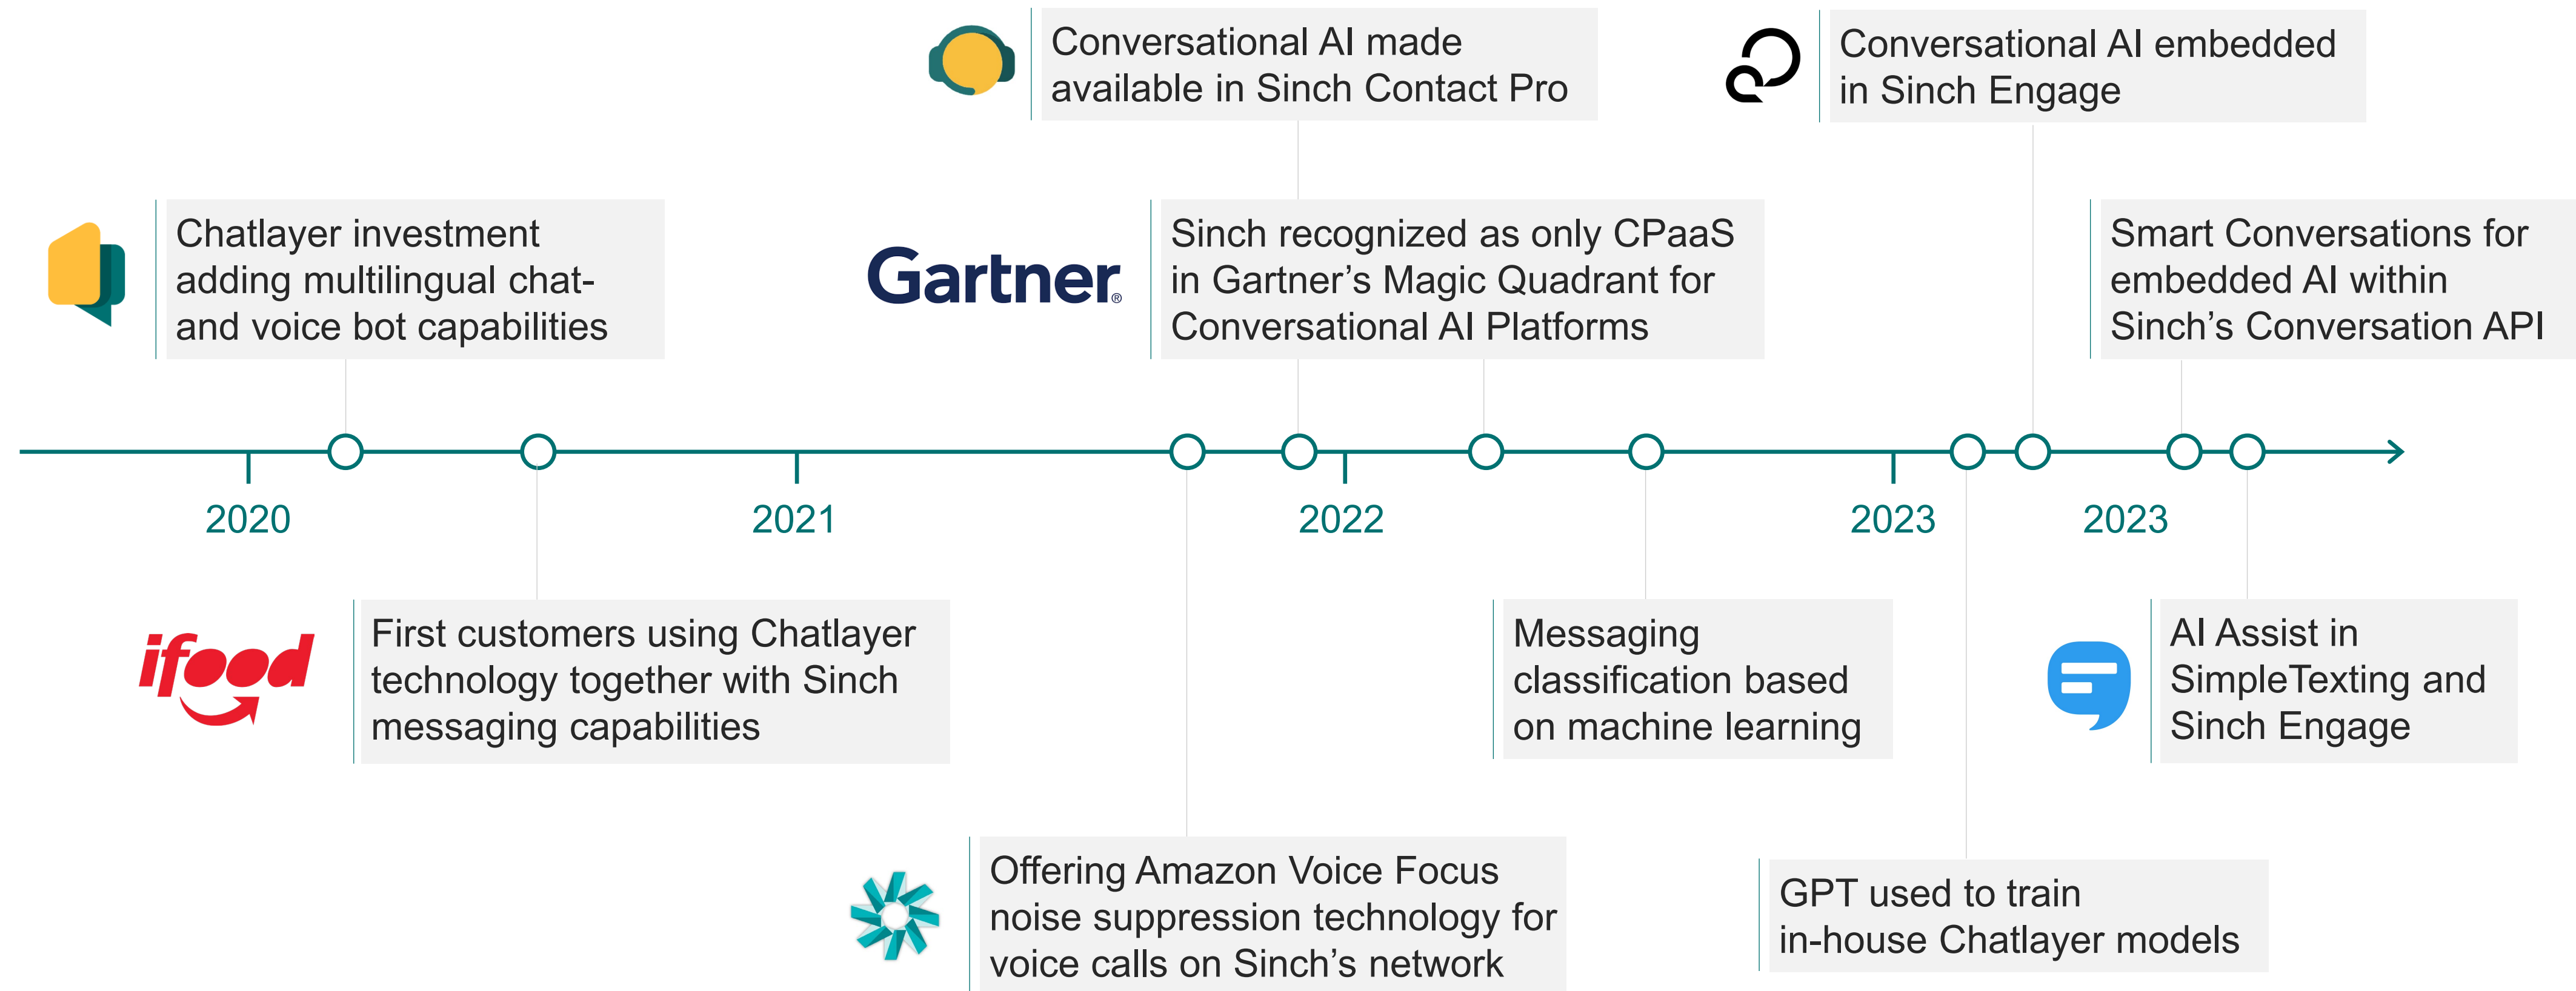 Conversational AI made
available in Sinch Contact Pro
Conversational AI embedded
in Sinch Engage
Chatlayer investment
adding multilingual chat-
and voice bot capabilities
Gartner®
Sinch recognized as only CPaaS
in Gartner’s Magic Quadrant for
Conversational AI Platforms
Smart Conversations for
embedded AI within
Sinch’s Conversation API
2020
2021
2022
2023
2023
ifood
First customers using Chatlayer
technology together with Sinch
messaging capabilities
Messaging
classification based
on machine learning
AI Assist in
SimpleTexting and
Sinch Engage
Offering Amazon Voice Focus
noise suppression technology for
voice calls on Sinch’s network
GPT used to train
in-house Chatlayer models